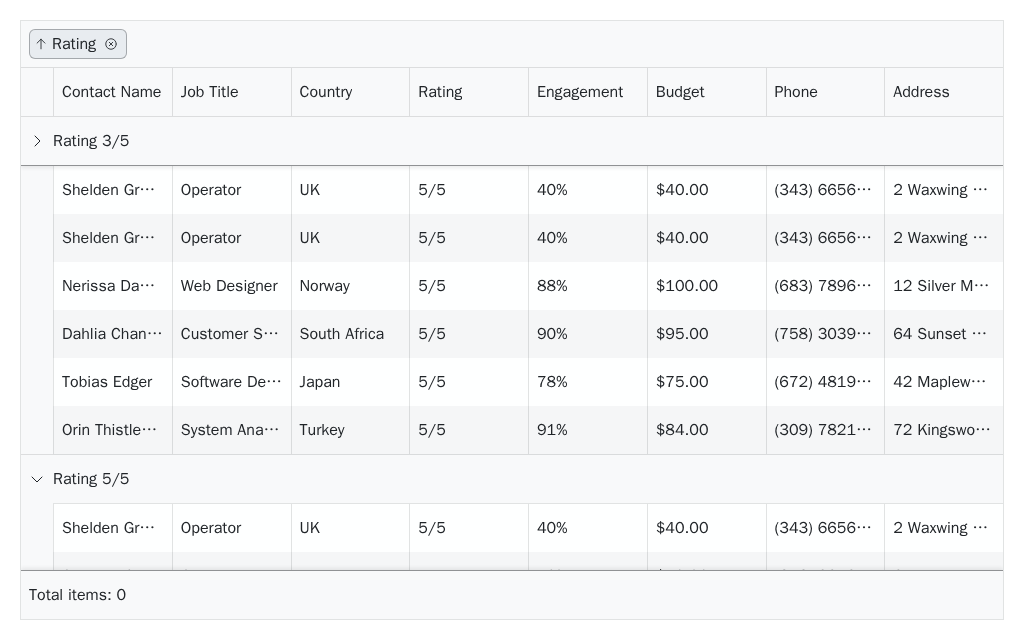 Rating
Contact Name Job Title Country Rating Engagement Budget Phone Address
Rating 3/5
Shelden Gr··· Operator UK 5/5 40% $40.00 (343) 6656··· 2 Waxwing ···
Shelden Gr··· Operator UK 5/5 40% $40.00 (343) 6656··· 2 Waxwing ···
Nerissa Da··· Web Designer Norway 5/5 88% $100.00 (683) 7896··· 12 Silver M···
Dahlia Chan··· Customer S··· South Africa 5/5 90% $95.00 (758) 3039··· 64 Sunset ···
Tobias Edger Software De··· Japan 5/5 78% $75.00 (672) 4819··· 42 Maplew···
Orin Thistle··· System Ana··· Turkey 5/5 91% $84.00 (309) 7821··· 72 Kingswo···
Rating 5/5
Shelden Gr··· Operator UK 5/5 40% $40.00 (343) 6656··· 2 Waxwing ···
Total items: 0